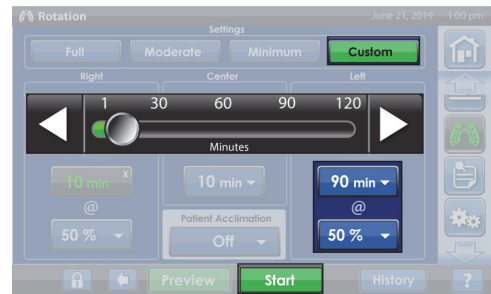 Rotation June 21, 2019 1:00 pm
Settings
Full Moderate Minimum Custom
Right Center Left
1 30 60 90 120
Minutes
10 min x 10 min 90 min
@ @
Patient Acclimation
50 % Off 50 %
Preview Start History ?